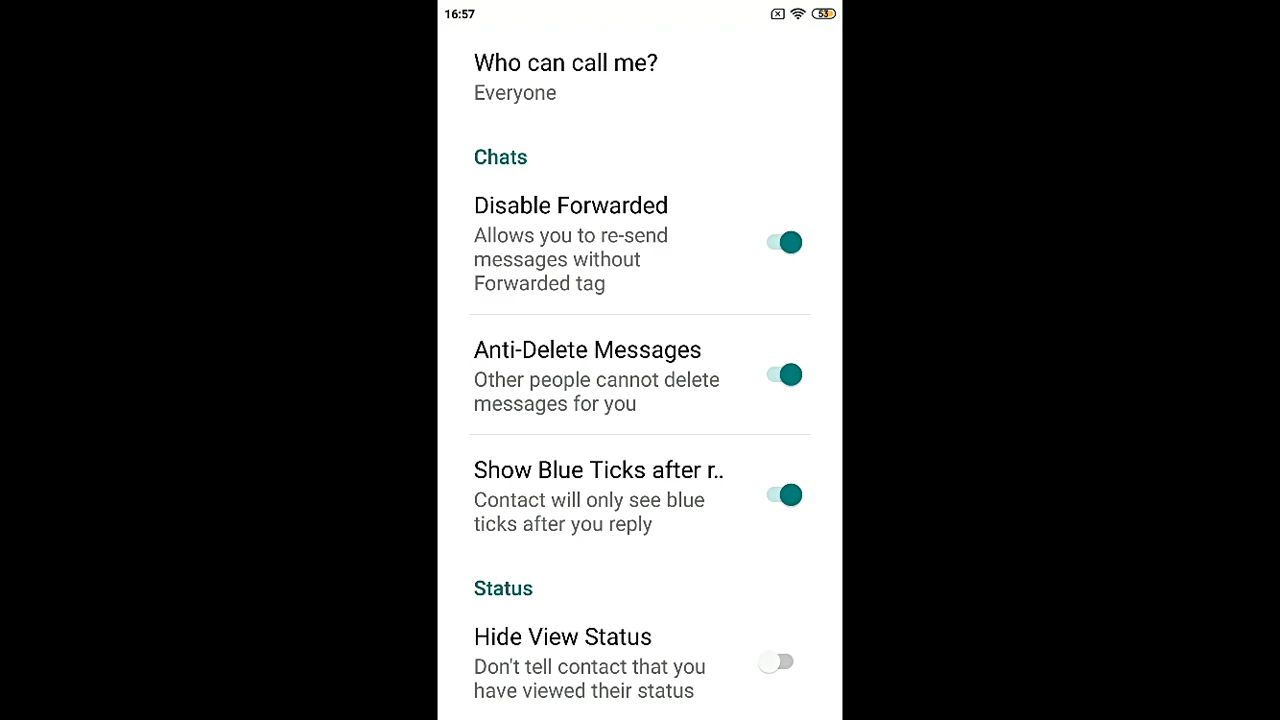 16:57
53
Who can call me?
Everyone
Chats
Disable Forwarded
Allows you to re-send
messages without
Forwarded tag
Anti-Delete Messages
Other people cannot delete
messages for you
Show Blue Ticks after r..
Contact will only see blue
ticks after you reply
Status
Hide View Status
Don't tell contact that you
have viewed their status